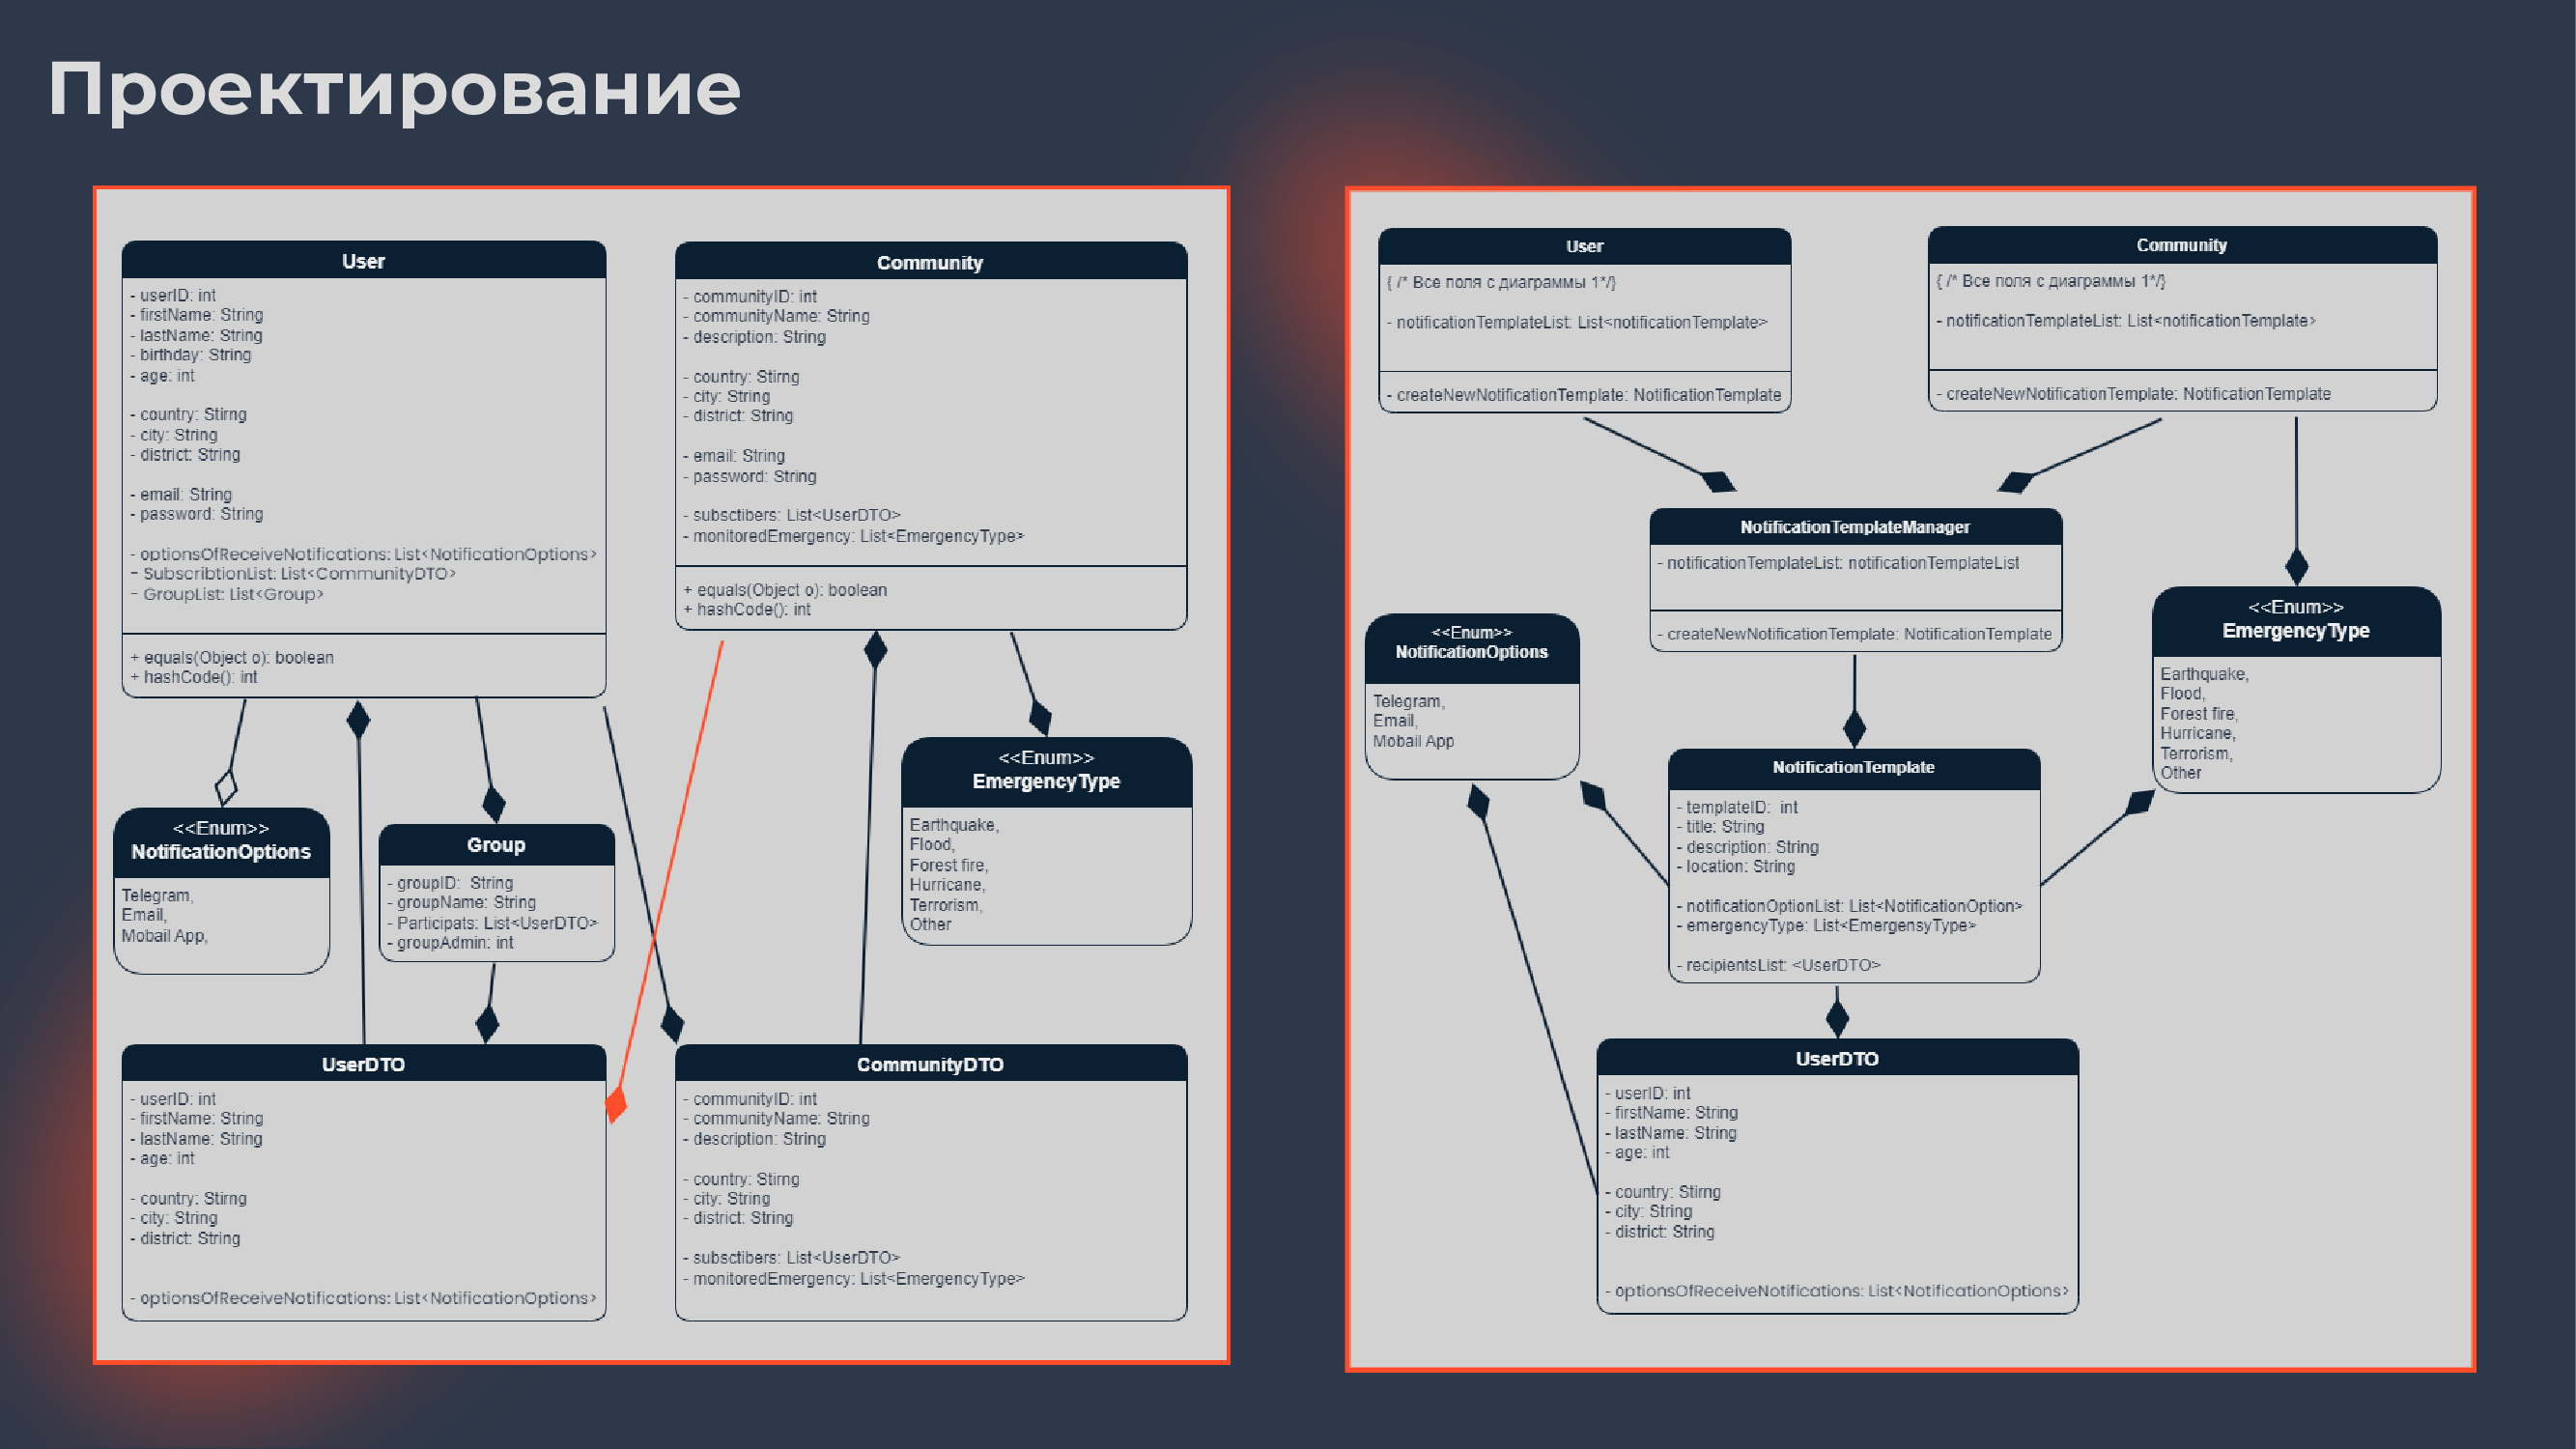 Проектирование
User
- userID: int
- firstName: String
- lastName: String
- birthday: String
- age: int
- country: Stirng
- city: String
- district: String
- email: String
- password: String
- optionsOfReceiveNotifications: List<NotificationOptions>
- SubscribtionList: List<CommunityDTO>
- GroupList: List<Group>
+ equals(Object o): boolean
+ hashCode(): int
Community
- communityID: int
- communityName: String
- description: String
- country: Stirng
- city: String
- district: String
- email: String
- password: String
- subsctibers: List<UserDTO>
- monitoredEmergency: List<EmergencyType>
+ equals(Object o): boolean
+ hashCode(): int
<<Enum>>
NotificationOptions
Telegram,
Email,
Mobail App,
Group
- groupID:  String
- groupName: String
- Participats: List<UserDTO>
- groupAdmin: int
<<Enum>>
EmergencyType
Earthquake,
Flood,
Forest fire,
Hurricane,
Terrorism,
Other
UserDTO
- userID: int
- firstName: String
- lastName: String
- age: int
- country: Stirng
- city: String
- district: String
- optionsOfReceiveNotifications: List<NotificationOptions>
CommunityDTO
- communityID: int
- communityName: String
- description: String
- country: Stirng
- city: String
- district: String
- subsctibers: List<UserDTO>
- monitoredEmergency: List<EmergencyType>
User
{ /* Все поля с диаграммы 1*/}
- notificationTemplateList: List<notificationTemplate>
- createNewNotificationTemplate: NotificationTemplate
Community
{ /* Все поля с диаграммы 1*/}
- notificationTemplateList: List<notificationTemplate>
- createNewNotificationTemplate: NotificationTemplate
NotificationTemplateManager
- notificationTemplateList: notificationTemplateList
- createNewNotificationTemplate: NotificationTemplate
<<Enum>>
NotificationOptions
Telegram,
Email,
Mobail App
<<Enum>>
EmergencyType
Earthquake,
Flood,
Forest fire,
Hurricane,
Terrorism,
Other
NotificationTemplate
- templateID:  int
- title: String
- description: String
- location: String
- notificationOptionList: List<NotificationOption>
- emergencyType: List<EmergensyType>
- recipientsList: <UserDTO>
UserDTO
- userID: int
- firstName: String
- lastName: String
- age: int
- country: Stirng
- city: String
- district: String
- optionsOfReceiveNotifications: List<NotificationOptions>